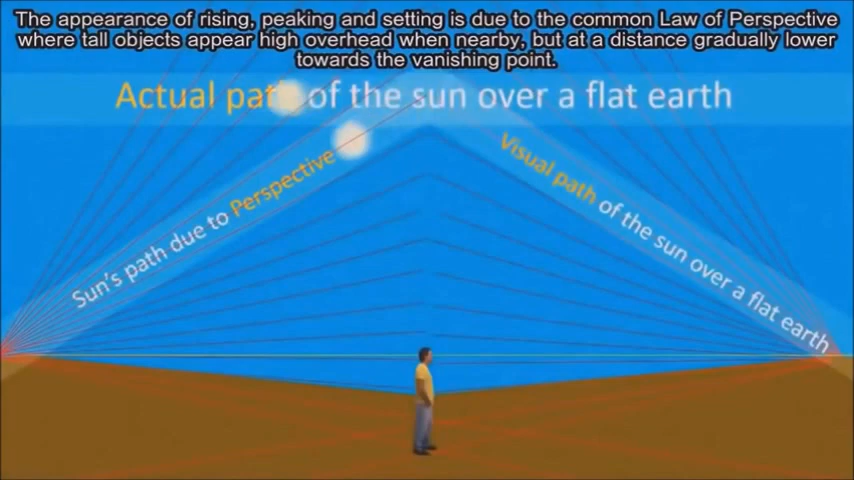 The appearance of rising, peaking and setting is due to the common Law of Perspective
where tall objects appear high overhead when nearby, but at a distance gradually lower
towards the vanishing point.
Actual path of the sun over a flat earth
Sun's path due to Perspective
Visual path of the sun over a flat earth